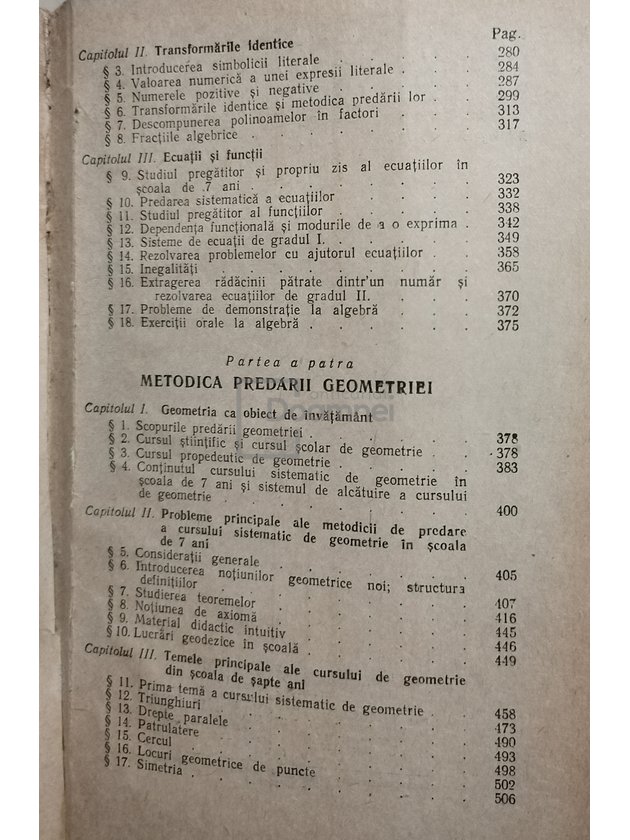 Pag.
Capitolul II. Transformările identice
§ 3. Introducerea simbolicii literale . . . . 280
§ 4. Valoarea numerică a unei expresii literale . . . 284
§ 5. Numerele pozitive și negative . . . . 287
§ 6. Transformările identice și metodica predării lor . . 299
§ 7. Descompunerea polinoamelor în factori . . . 313
§ 8. Fracțiile algebrice . . . . . . 317
Capitolul III. Ecuații și funcții
§ 9. Studiul pregătitor și propriu zis al ecuațiilor în
școala de 7 ani . . . . . . 323
§ 10. Predarea sistematică a ecuațiilor . . . . 332
§ 11. Studiul pregătitor al funcțiilor . . . . 338
§ 12. Dependența funcțională și modurile de a o exprima . 342
§ 13. Sisteme de ecuații de gradul I. . . . . 349
§ 14. Rezolvarea problemelor cu ajutorul ecuațiilor . . 358
§ 15. Inegalități . . . . . . . 365
§ 16. Extragerea rădăcinii pătrate dintr'un număr și
rezolvarea ecuațiilor de gradul II. . . . 370
§ 17. Probleme de demonstrație la algebră . . . 372
§ 18. Exerciții orale la algebră . . . . . 375
Partea a patra
METODICA PREDĂRII GEOMETRIEI
Capitolul I. Geometria ca obiect de învățământ
§ 1. Scopurile predării geometriei . . . . 378
§ 2. Cursul științific și cursul școlar de geometrie . . 378
§ 3. Cursul propedeutic de geometrie . . . . 383
§ 4. Conținutul cursului sistematic de geometrie în
școala de 7 ani și sistemul de alcătuire a cursului
de geometrie . . . . . . 400
Capitolul II. Probleme principale ale metodicii de predare
a cursului sistematic de geometrie în școala
de 7 ani
§ 5. Considerații generale . . . . . 405
§ 6. Introducerea noțiunilor geometrice noi; structura
definițiilor . . . . . . 407
§ 7. Studierea teoremelor . . . . . 416
§ 8. Noțiunea de axiomă . . . . . 445
§ 9. Material didactic intuitiv . . . . 446
§ 10. Lucrări geodezice în școală . . . . 449
Capitolul III. Temele principale ale cursului de geometrie
din școala de șapte ani
§ 11. Prima temă a cursului sistematic de geometrie . . 458
§ 12. Triunghiuri . . . . . . 473
§ 13. Drepte paralele . . . . . 490
§ 14. Patrulatere . . . . . . 493
§ 15. Cercul . . . . . . 498
§ 16. Locuri geometrice de puncte . . . . 502
§ 17. Simetria . . . . . . 506